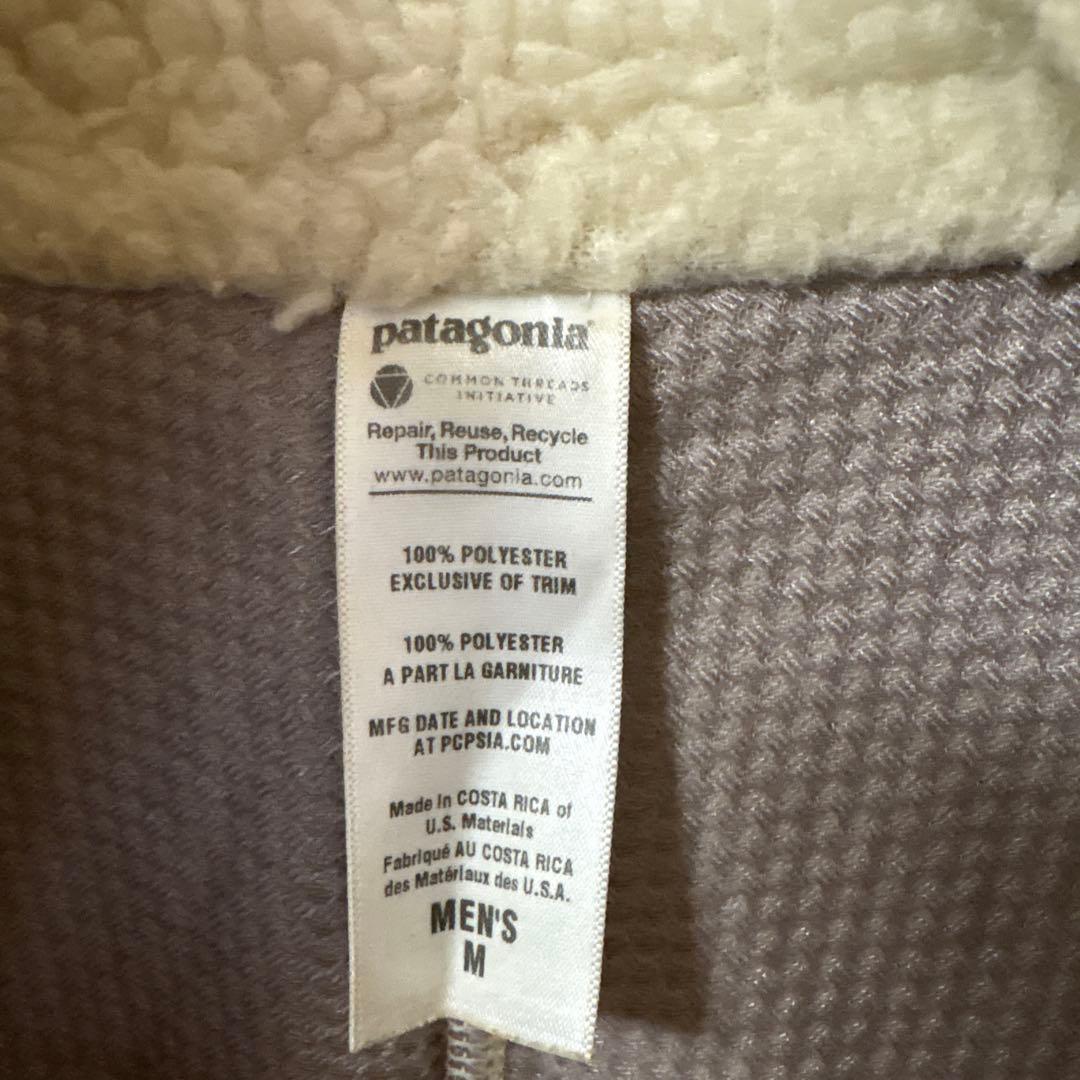 patagonia®
COMMON THREADS
INITIATIVE
Repair, Reuse, Recycle
This Product
www.patagonia.com
100% POLYESTER
EXCLUSIVE OF TRIM
100% POLYESTER
A PART LA GARNITURE
MFG DATE AND LOCATION
AT PCPSIA.COM
Made in COSTA RICA of
U.S. Materials
Fabriqué AU COSTA RICA
des Matériaux des U.S.A.
MEN'S
M